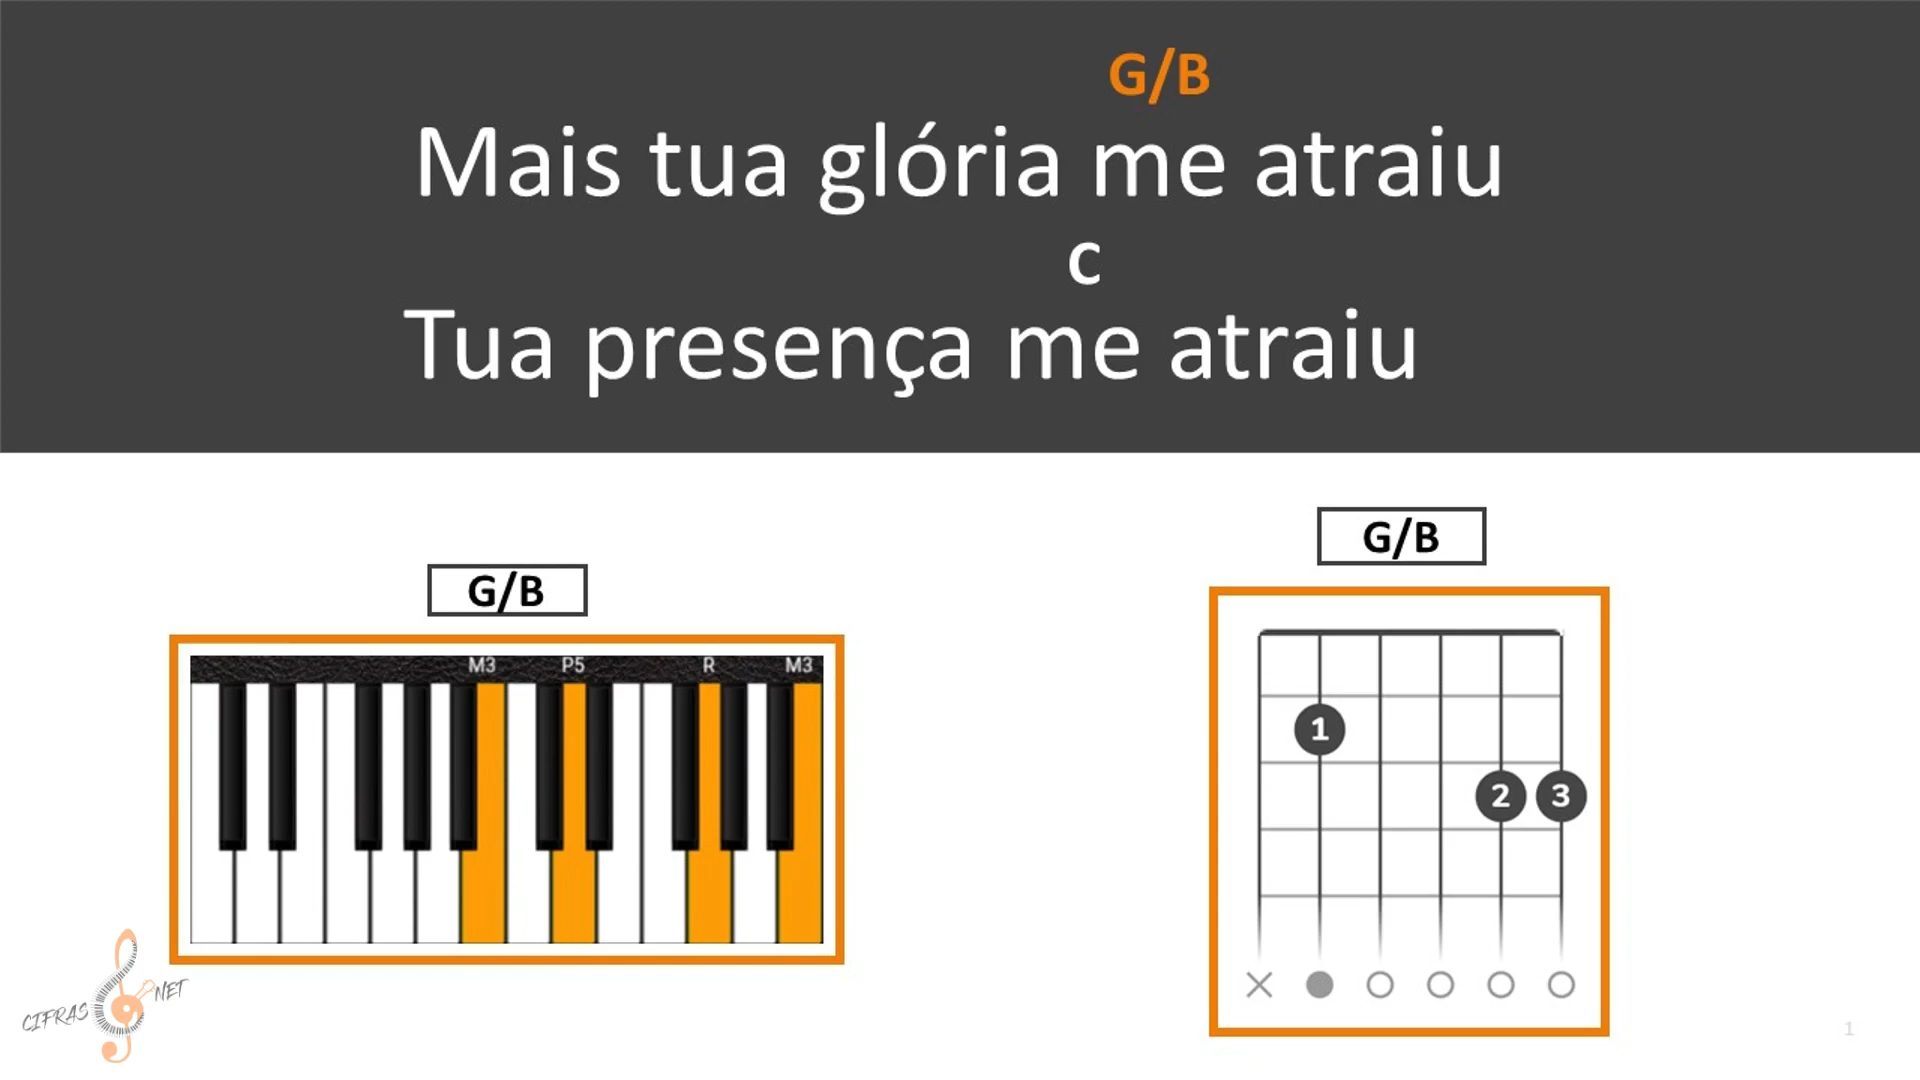 G/B
Mais tua glória me atraiu
C
Tua presença me atraiu
G/B
G/B
M3 P5 R M3
1
2 3
CIFRAS NET
1